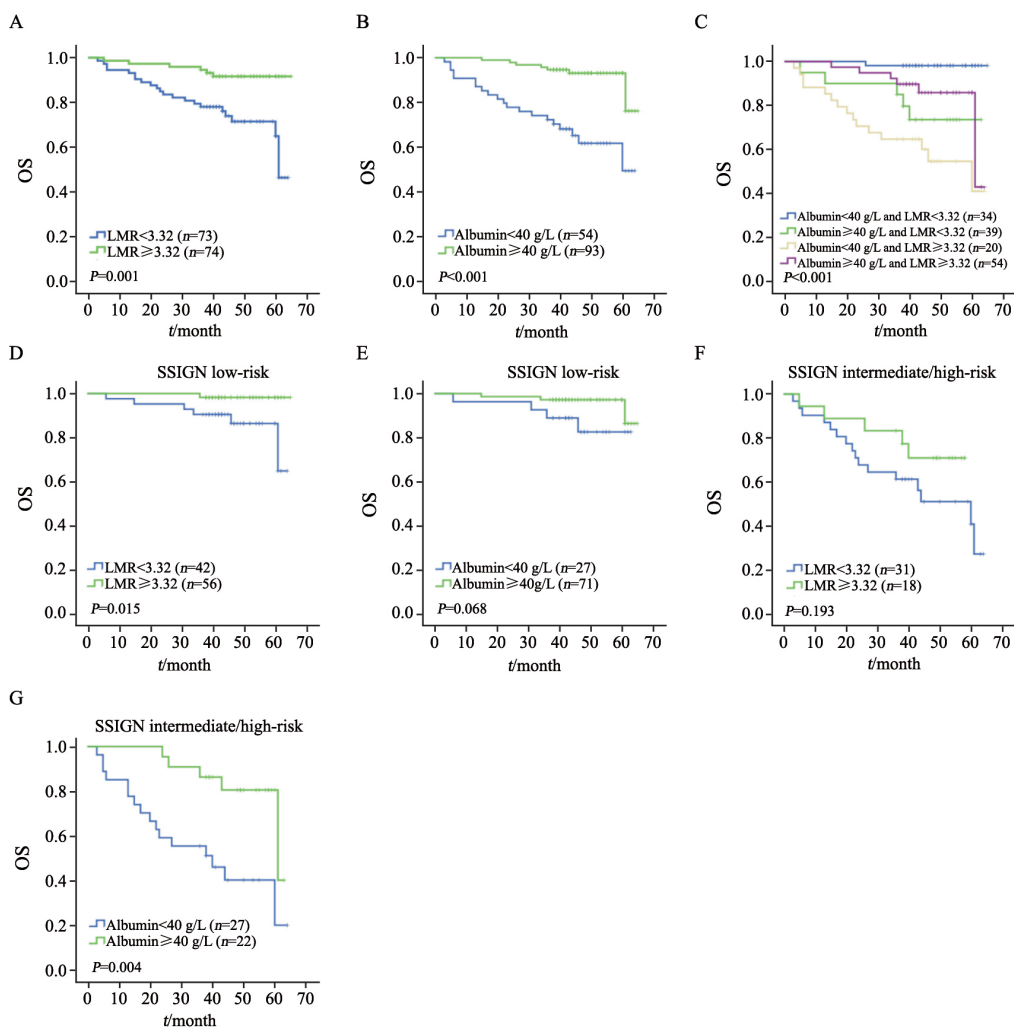 A
1.0
0.8
0.6
0.4
0.2
0.0
OS
LMR<3.32 (n=73)
LMR≥3.32 (n=74)
P=0.001
0 10 20 30 40 50 60 70
t/month
B
1.0
0.8
0.6
0.4
0.2
0.0
OS
Albumin<40 g/L (n=54)
Albumin≥40 g/L (n=93)
P<0.001
0 10 20 30 40 50 60 70
t/month
C
1.0
0.8
0.6
0.4
0.2
0.0
OS
Albumin<40 g/L and LMR<3.32 (n=34)
Albumin≥40 g/L and LMR<3.32 (n=39)
Albumin<40 g/L and LMR≥3.32 (n=20)
Albumin≥40 g/L and LMR≥3.32 (n=54)
P<0.001
0 10 20 30 40 50 60 70
t/month
D
SSIGN low-risk
1.0
0.8
0.6
0.4
0.2
0.0
OS
LMR<3.32 (n=42)
LMR≥3.32 (n=56)
P=0.015
0 10 20 30 40 50 60 70
t/month
E
SSIGN low-risk
1.0
0.8
0.6
0.4
0.2
0.0
OS
Albumin<40 g/L (n=27)
Albumin≥40g/L (n=71)
P=0.068
0 10 20 30 40 50 60 70
t/month
F
SSIGN intermediate/high-risk
1.0
0.8
0.6
0.4
0.2
0.0
OS
LMR<3.32 (n=31)
LMR≥3.32 (n=18)
P=0.193
0 10 20 30 40 50 60 70
t/month
G
SSIGN intermediate/high-risk
1.0
0.8
0.6
0.4
0.2
0.0
OS
Albumin<40 g/L (n=27)
Albumin≥40 g/L (n=22)
P=0.004
0 10 20 30 40 50 60 70
t/month